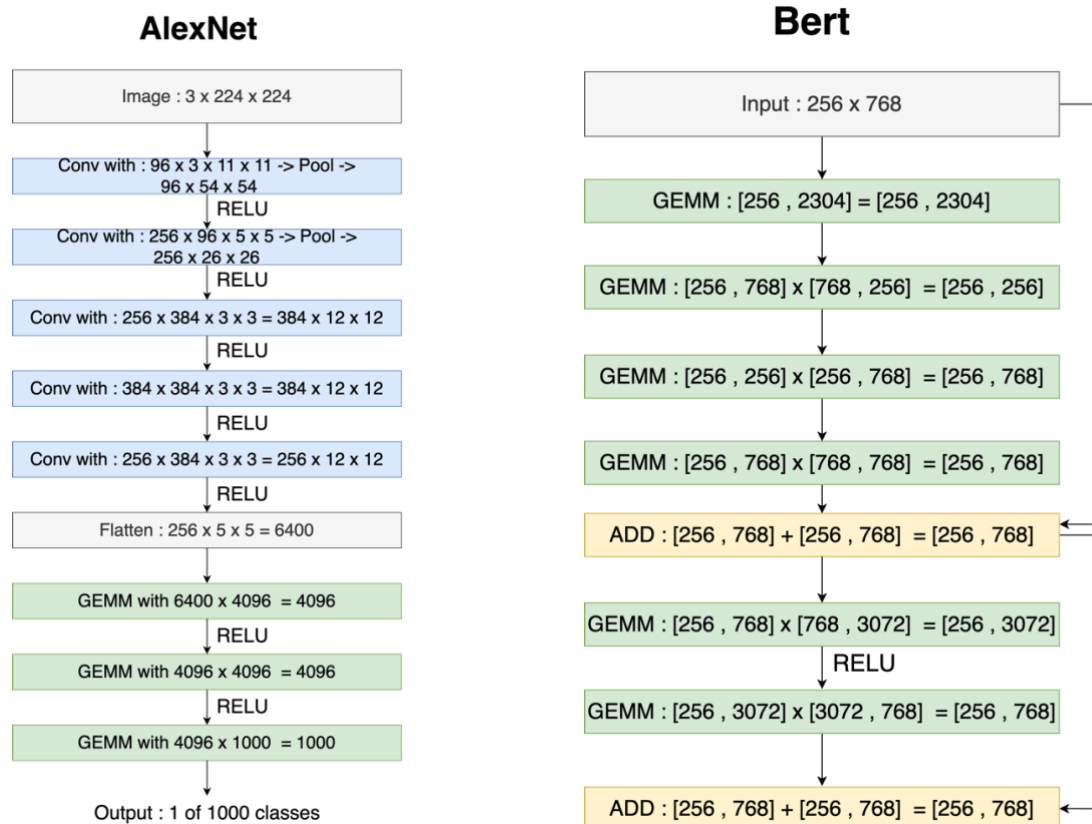 AlexNet
Image : 3 x 224 x 224
Conv with : 96 x 3 x 11 x 11 -> Pool ->
96 x 54 x 54
RELU
Conv with : 256 x 96 x 5 x 5 -> Pool ->
256 x 26 x 26
RELU
Conv with : 256 x 384 x 3 x 3 = 384 x 12 x 12
RELU
Conv with : 384 x 384 x 3 x 3 = 384 x 12 x 12
RELU
Conv with : 256 x 384 x 3 x 3 = 256 x 12 x 12
RELU
Flatten : 256 x 5 x 5 = 6400
GEMM with 6400 x 4096 = 4096
RELU
GEMM with 4096 x 4096 = 4096
RELU
GEMM with 4096 x 1000 = 1000
Output : 1 of 1000 classes
Bert
Input : 256 x 768
GEMM : [256 , 2304] = [256 , 2304]
GEMM : [256 , 768] x [768 , 256] = [256 , 256]
GEMM : [256 , 256] x [256 , 768] = [256 , 768]
GEMM : [256 , 768] x [768 , 768] = [256 , 768]
ADD : [256 , 768] + [256 , 768] = [256 , 768]
GEMM : [256 , 768] x [768 , 3072] = [256 , 3072]
RELU
GEMM : [256 , 3072] x [3072 , 768] = [256 , 768]
ADD : [256 , 768] + [256 , 768] = [256 , 768]